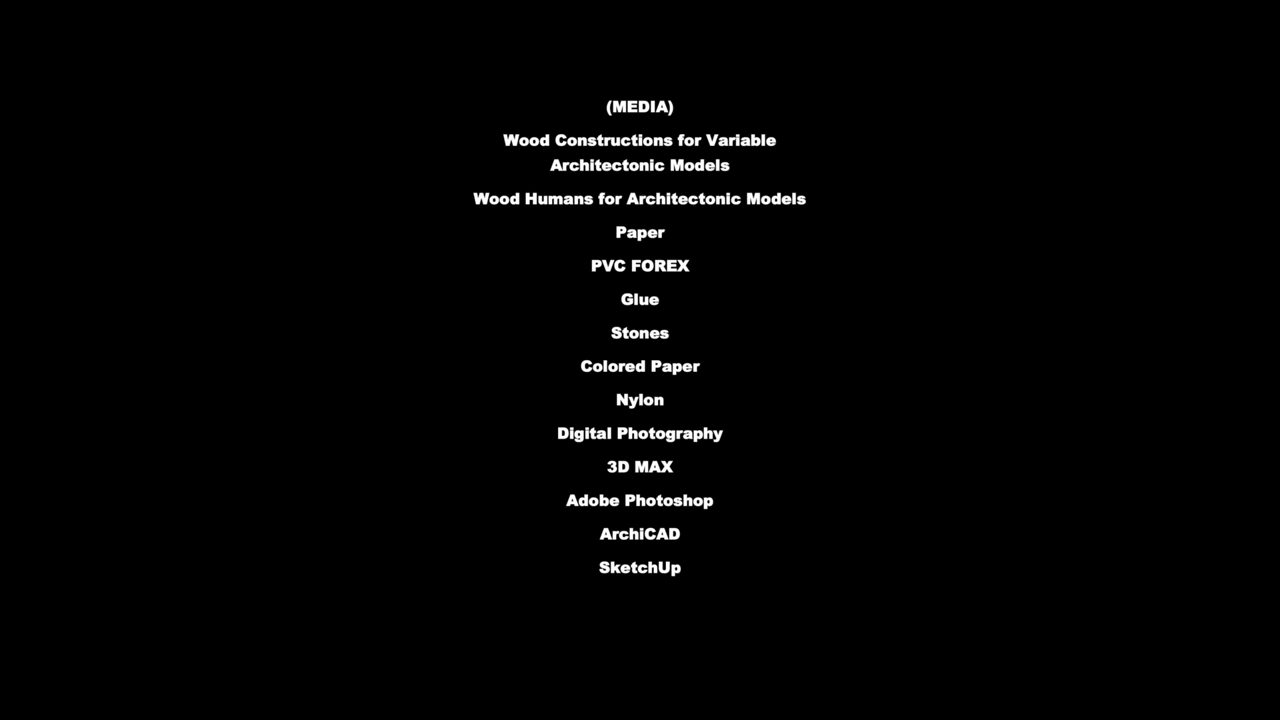 (MEDIA)
Wood Constructions for Variable
Architectonic Models
Wood Humans for Architectonic Models
Paper
PVC FOREX
Glue
Stones
Colored Paper
Nylon
Digital Photography
3D MAX
Adobe Photoshop
ArchiCAD
SketchUp